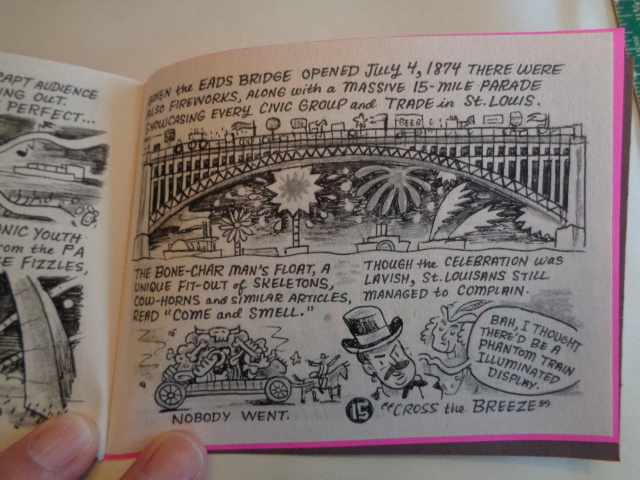 RAPT AUDIENCE
ING OUT.
PERFECT...
ONIC YOUTH
from the PA
SE FIZZLES,
WHEN the EADS BRIDGE OPENED JULY 4, 1874 THERE WERE
ALSO FIREWORKS, ALONG with a MASSIVE 15-MILE PARADE
SHOWCASING EVERY CIVIC GROUP and TRADE in ST. LOUIS.
BEER
THE BONE-CHAR MAN'S FLOAT, A
UNIQUE FIT-OUT of SKELETONS,
COW-HORNS and SIMILAR ARTICLES,
READ "COME and SMELL."
THOUGH the CELEBRATION was
LAVISH, ST. LOUISANS STILL
MANAGED to COMPLAIN.
BAH, I THOUGHT
THERE'D BE A
PHANTOM TRAIN
ILLUMINATED
DISPLAY.
NOBODY WENT.
15
"CROSS the BREEZE"